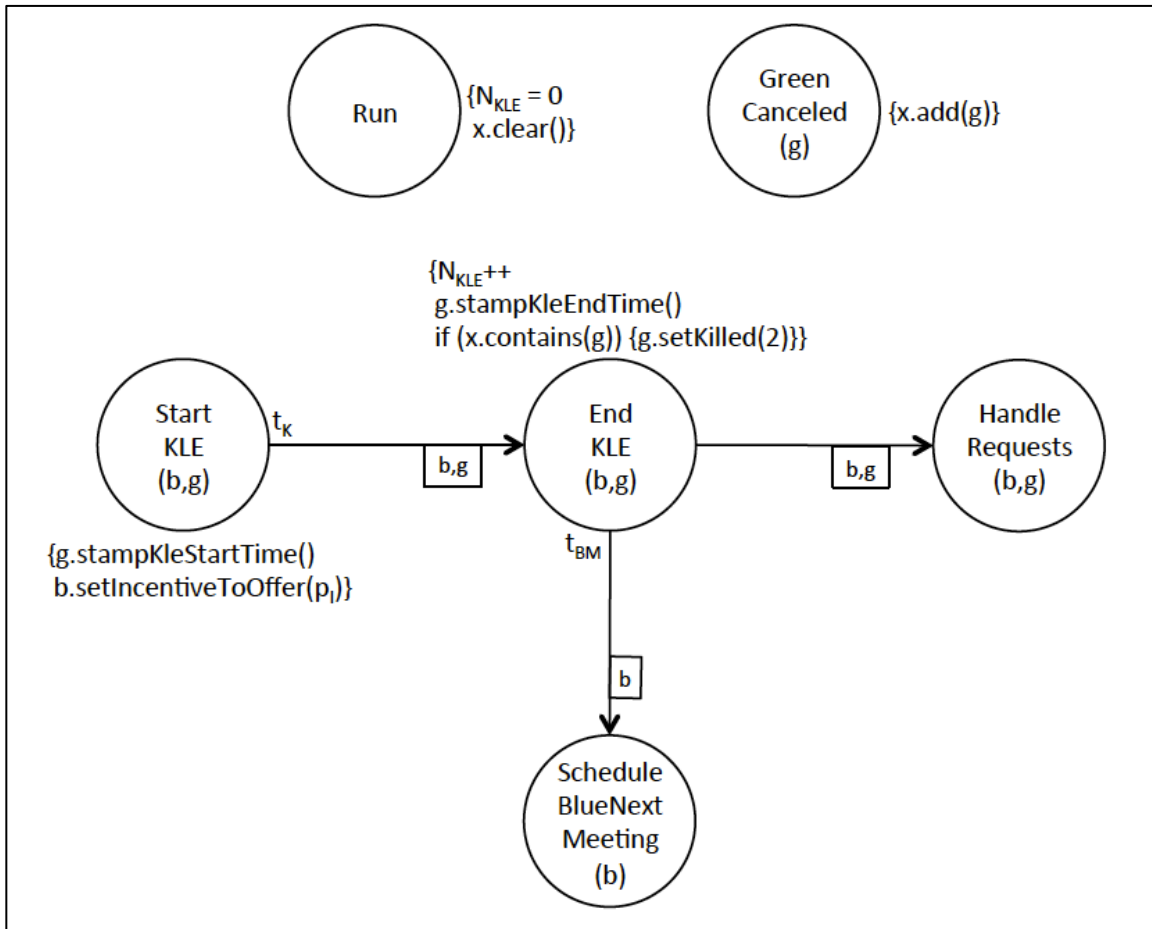 Run
{N_KLE = 0
x.clear()}
Green
Canceled
(g)
{x.add(g)}
{N_KLE++
g.stampKleEndTime()
if (x.contains(g)) {g.setKilled(2)}}
Start
KLE
(b,g)
t_K
b,g
End
KLE
(b,g)
b,g
Handle
Requests
(b,g)
{g.stampKleStartTime()
b.setIncentiveToOffer(p_I)}
t_BM
b
Schedule
BlueNext
Meeting
(b)